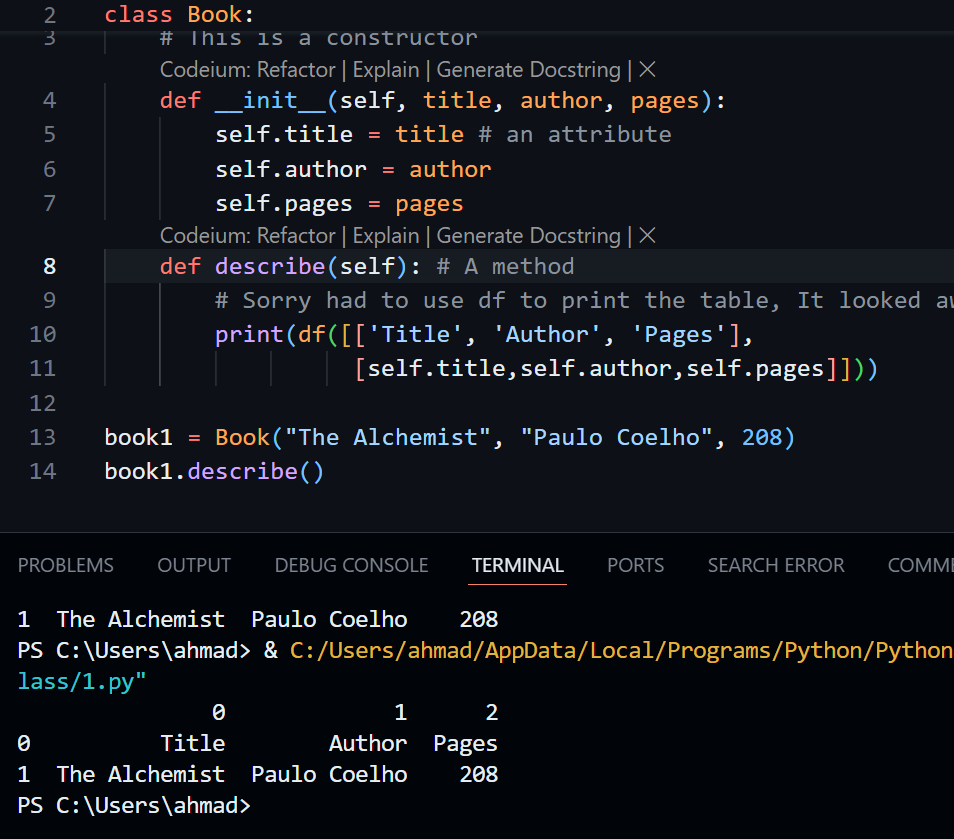 2 class Book:
3 # This is a constructor
Codeium: Refactor | Explain | Generate Docstring | ×
4 def __init__(self, title, author, pages):
5 self.title = title # an attribute
6 self.author = author
7 self.pages = pages
Codeium: Refactor | Explain | Generate Docstring | ×
8 def describe(self): # A method
9 # Sorry had to use df to print the table, It looked
10 print(df([['Title', 'Author', 'Pages'],
11 [self.title,self.author,self.pages]]))
12
13 book1 = Book("The Alchemist", "Paulo Coelho", 208)
14 book1.describe()
PROBLEMS OUTPUT DEBUG CONSOLE TERMINAL PORTS SEARCH ERROR COMME
1 The Alchemist Paulo Coelho 208
PS C:\Users\ahmad> & C:/Users/ahmad/AppData/Local/Programs/Python/Python
lass/1.py"
0 1 2
0 Title Author Pages
1 The Alchemist Paulo Coelho 208
PS C:\Users\ahmad>